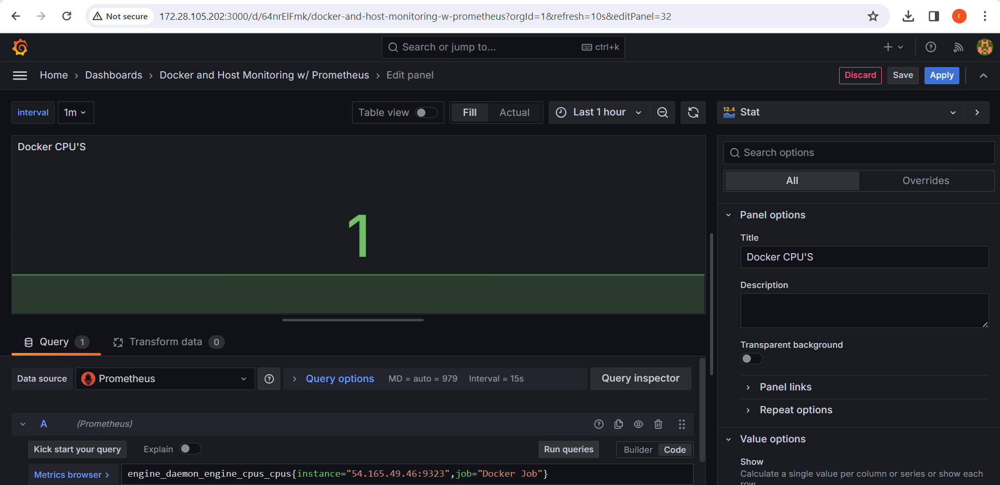 Not secure 172.28.105.202:3000/d/64nrElFmk/docker-and-host-monitoring-w-prometheus?orgId=1&refresh=10s&editPanel=32 r
Search or jump to... ctrl+k
Home › Dashboards › Docker and Host Monitoring w/ Prometheus › Edit panel Discard Save Apply
interval 1m Table view Fill Actual Last 1 hour 12.4 Stat
Docker CPU'S
1
Search options
All Overrides
Panel options
Title
Docker CPU'S
Description
Transparent background
Panel links
Repeat options
Value options
Show
Calculate a single value per column or series or show each
row
Query 1 Transform data 0
Data source Prometheus Query options MD = auto = 979 Interval = 15s Query inspector
A (Prometheus)
Kick start your query Explain Run queries Builder Code
Metrics browser > engine_daemon_engine_cpus_cpus{instance="54.165.49.46:9323",job="Docker Job"}